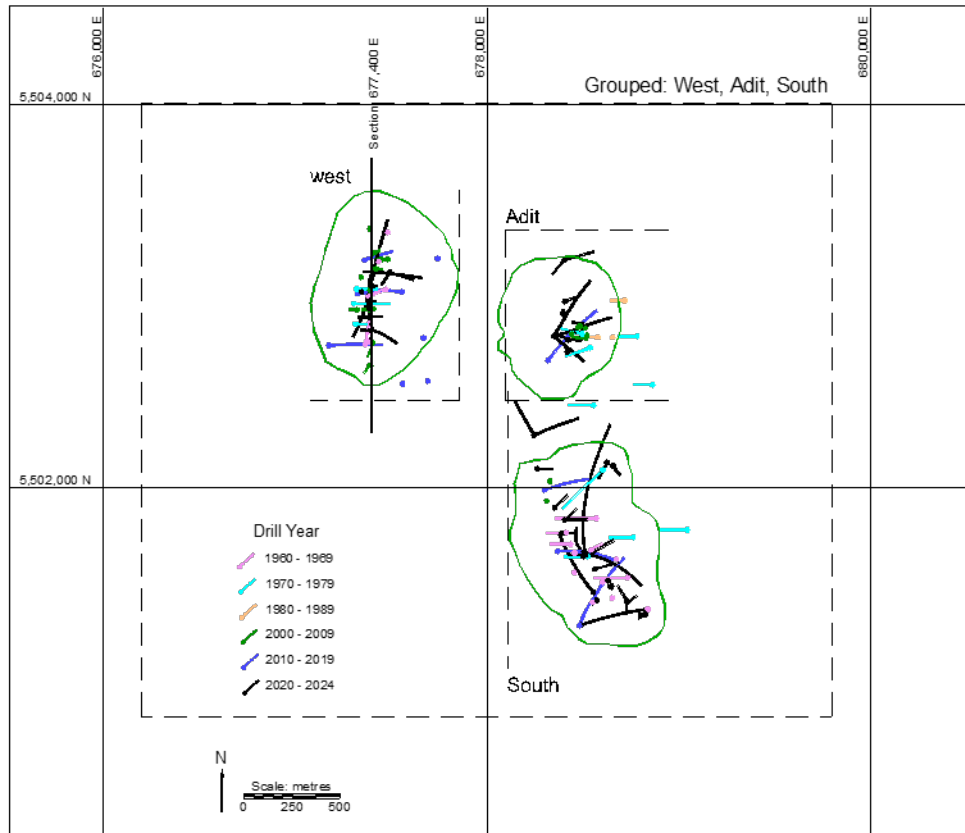 676,000 E
678,000 E
680,000 E
Section: 677,400 E
Grouped: West, Adit, South
5,504,000 N
west
Adit
5,502,000 N
Drill Year
1960 - 1969
1970 - 1979
1980 - 1989
2000 - 2009
2010 - 2019
2020 - 2024
South
N
Scale: metres
0 250 500